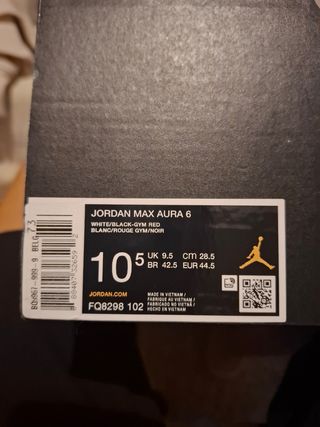 JORDAN MAX AURA 6
WHITE/BLACK-GYM RED
BLANC/ROUGE GYM/NOIR
10 5
UK 9.5 cm 28.5
BR 42.5 EUR 44.5
JORDAN.COM
FQ8298 102
MADE IN VIETNAM /
FABRIQUÉ AU VIETNAM /
FABRICADO NO VIETNÃ /
HECHO EN VIETNAM